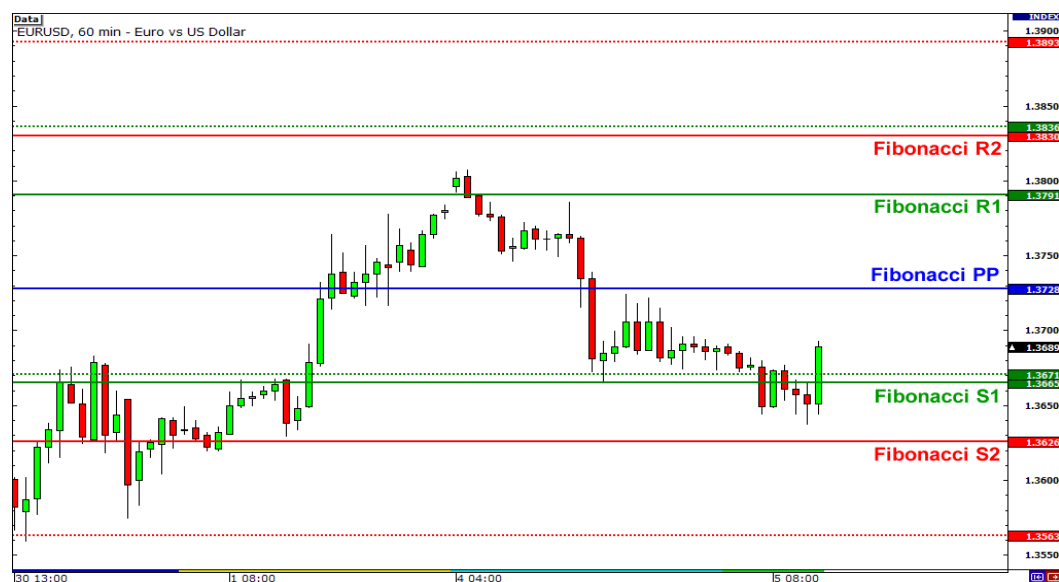 Data
INDEX
EURUSD, 60 min - Euro vs US Dollar
1.3900
1.3893
1.3850
1.3836
1.3830
Fibonacci R2
1.3800
1.3791
Fibonacci R1
1.3750
Fibonacci PP
1.3728
1.3700
1.3689
1.3671
1.3665
Fibonacci S1
1.3650
1.3626
Fibonacci S2
1.3600
1.3563
1.3550
30 13:00 1 08:00 4 04:00 5 08:00